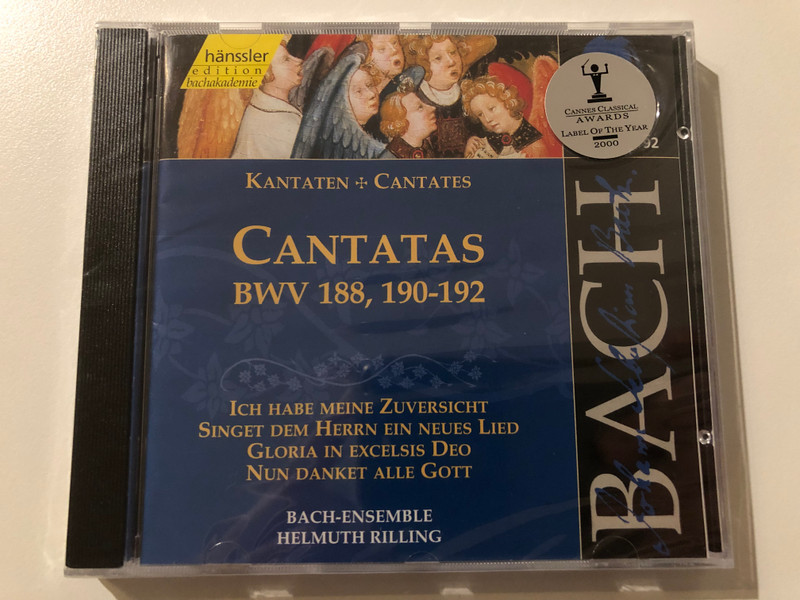 hänssler
edition
bachakademie
CANNES CLASSICAL
AWARDS
LABEL OF THE YEAR
2000
92
KANTATEN ☩ CANTATES
CANTATAS
BWV 188, 190-192
ICH HABE MEINE ZUVERSICHT
SINGET DEM HERRN EIN NEUES LIED
GLORIA IN EXCELSIS DEO
NUN DANKET ALLE GOTT
BACH-ENSEMBLE
HELMUTH RILLING
BACH